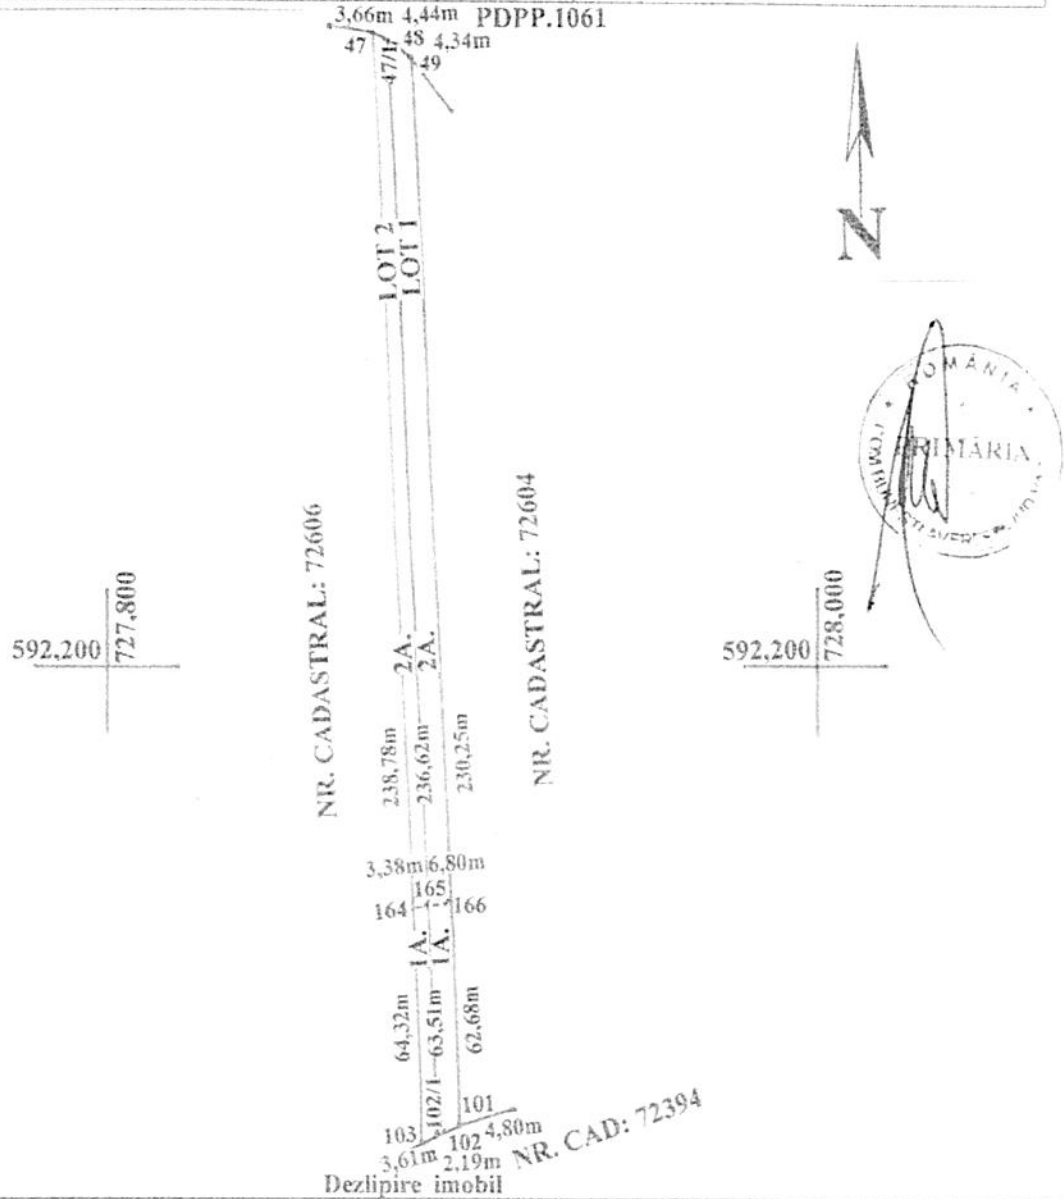 3,66m 4,44m PDPP.1061
47 47/1 48 4,34m
49
LOT 2
LOT 1
N
ROMÂNIA
PRIMĂRIA
NR. CADASTRAL: 72606
NR. CADASTRAL: 72604
592,200 727,800
592,200 728,000
2A.
2A.
238,78m
236,62m
230,25m
3,38m 6,80m
165
164 166
1A.
1A.
64,32m
63,51m
62,68m
102/1
101
103 102 4,80m
3,61m 2,19m NR. CAD: 72394
Dezlipire imobil